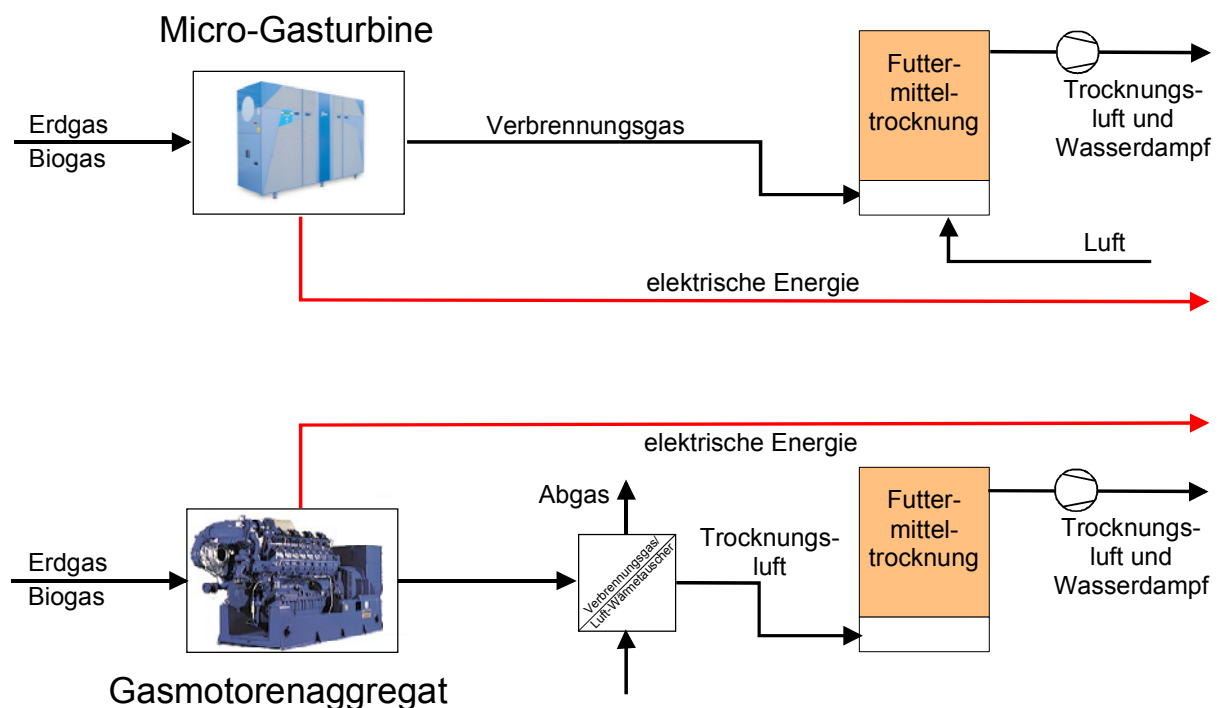 Micro-Gasturbine
Erdgas
Biogas
Verbrennungsgas
Futter-
mittel-
trocknung
Trocknungs-
luft und
Wasserdampf
Luft
elektrische Energie
elektrische Energie
Erdgas
Biogas
Abgas
Verbrennungsgas/
Luft-Wärmetauscher
Trocknungs-
luft
Futter-
mittel-
trocknung
Trocknungs-
luft und
Wasserdampf
Gasmotorenaggregat